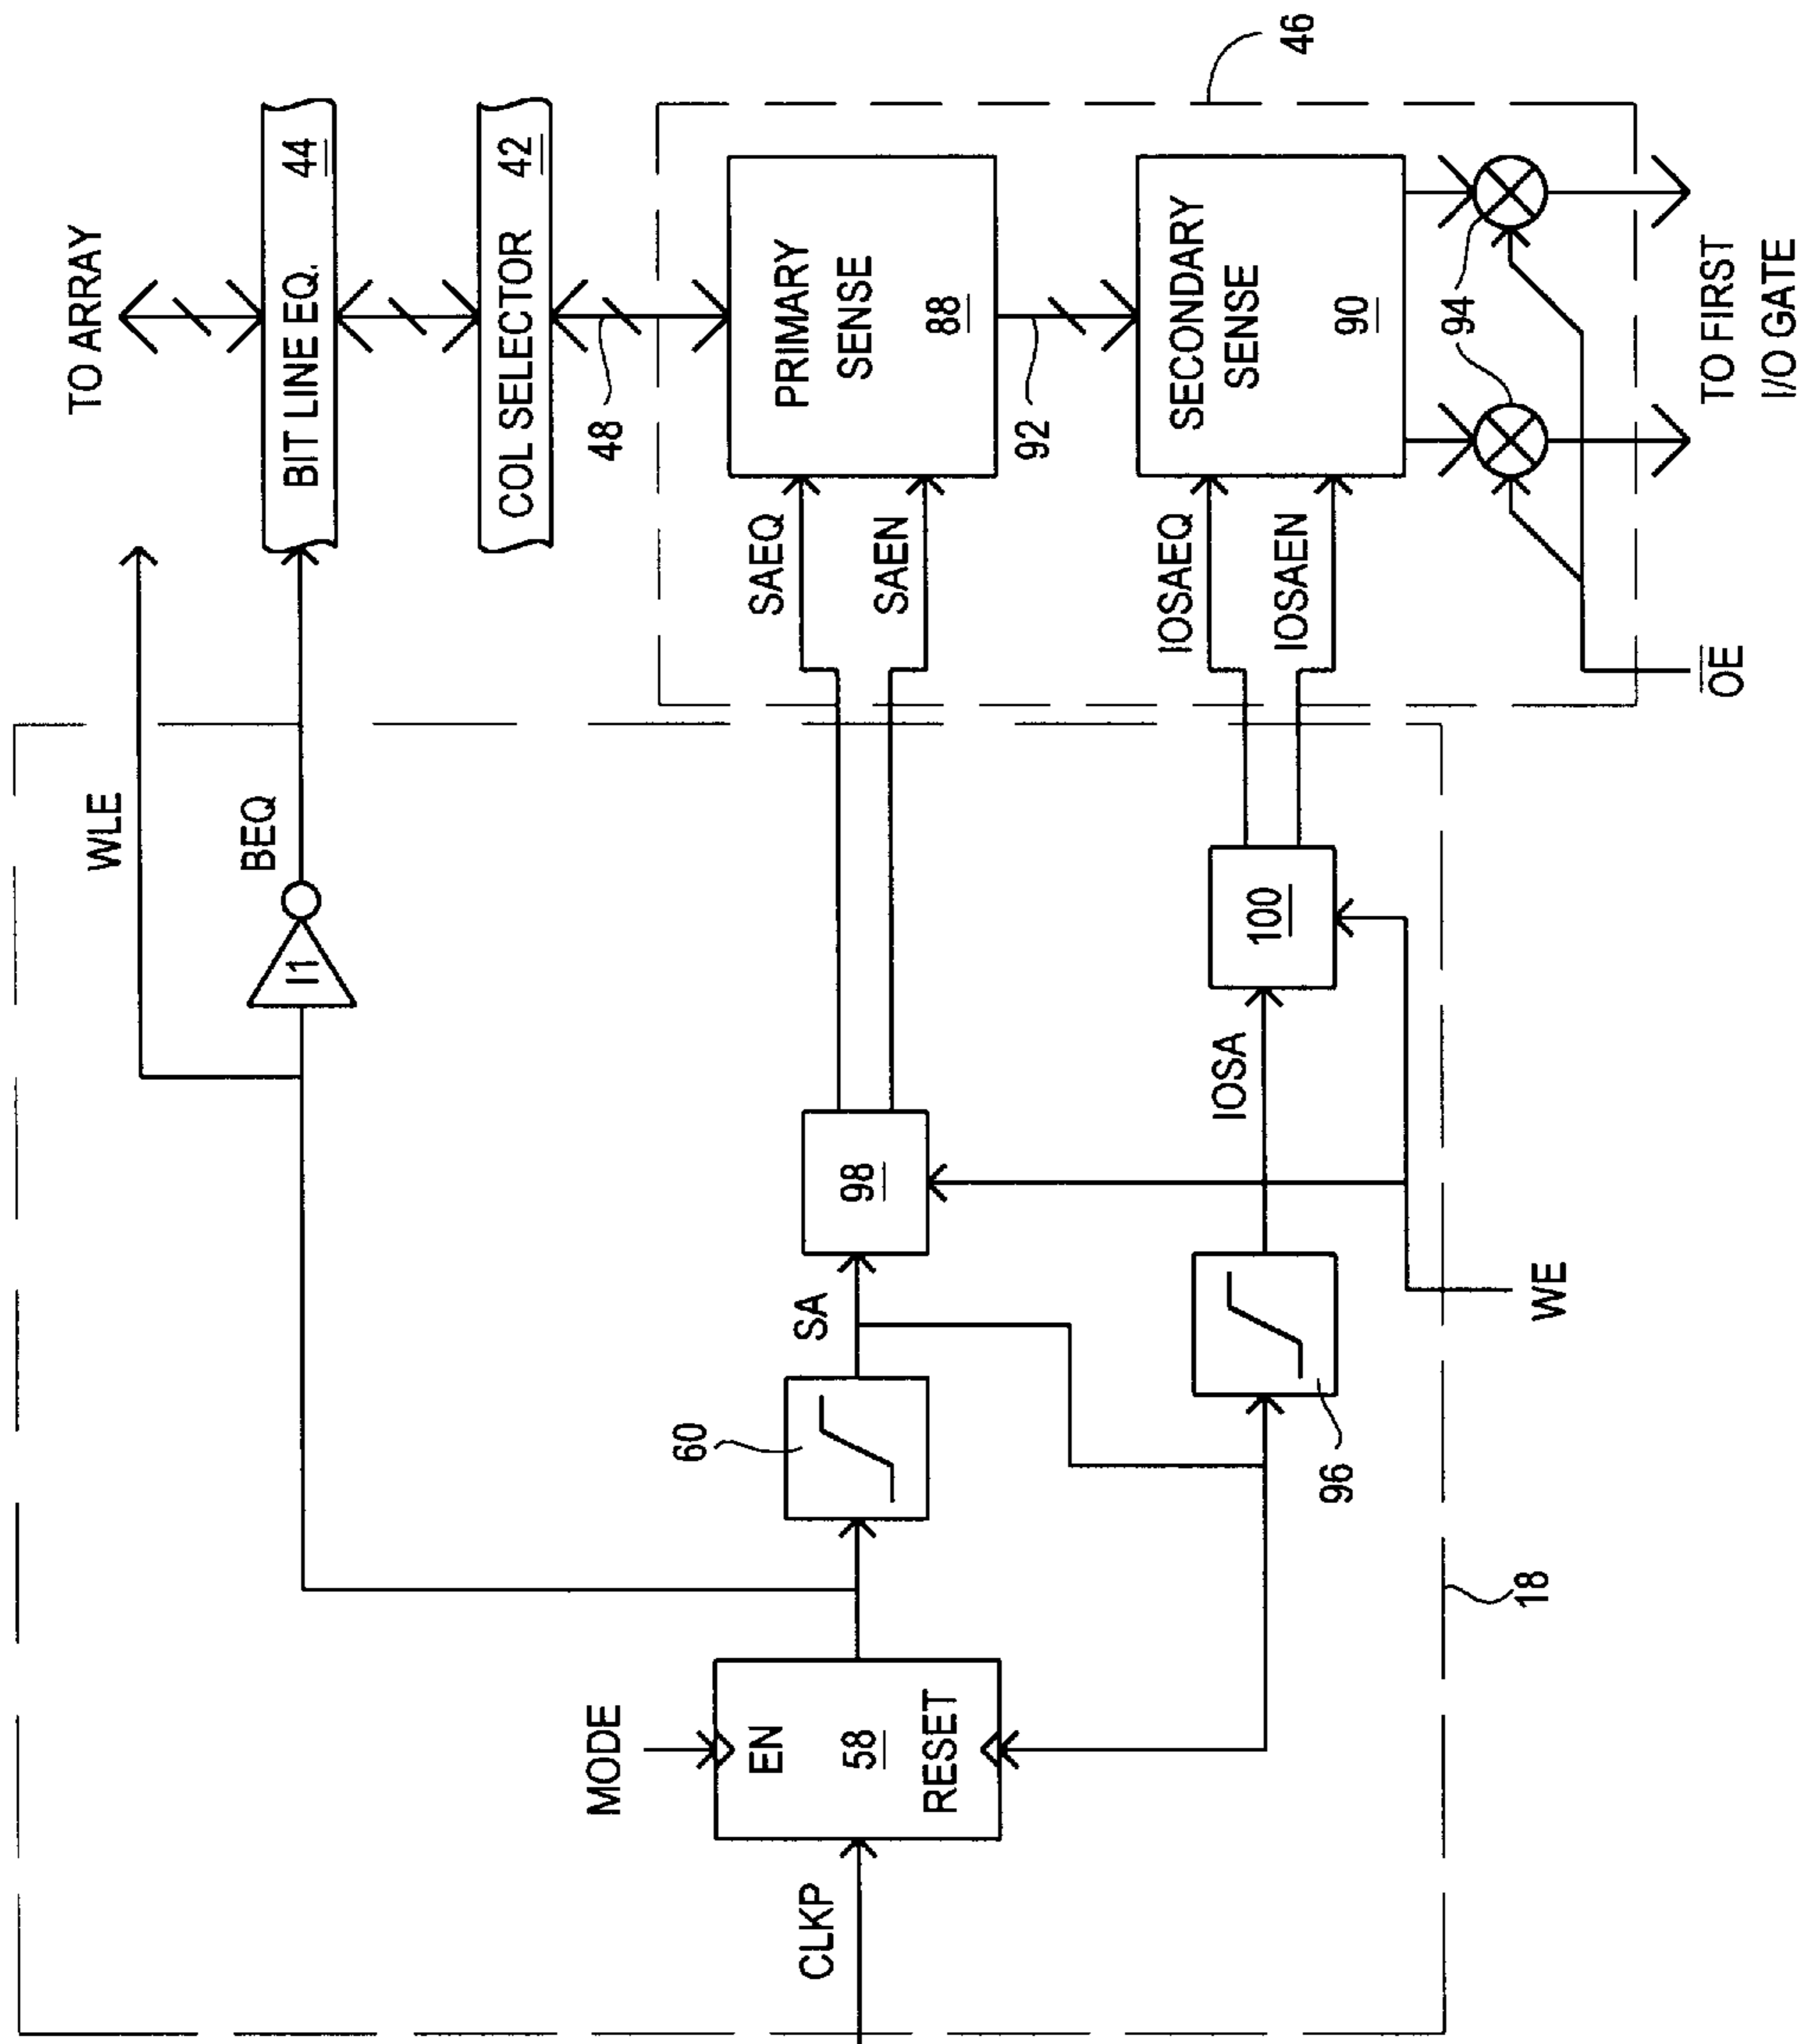 TO ARRAY
WLE
BEQ
I1
BIT LINE EQ. 44
COL SELECTOR 42
48
46
SAEQ
SAEN
PRIMARY
SENSE
88
92
IOSAEQ
IOSAEN
SECONDARY
SENSE
90
94
TO FIRST
I/O GATE
O̅E̅
MODE
EN
58
RESET
CLKP
60
SA
98
96
IOSA
100
WE
18